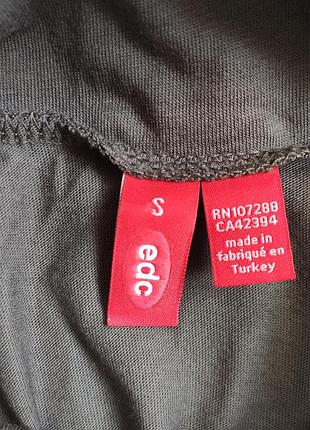 S
edc
RN107288
CA42394
made in
fabriqué en
Turkey